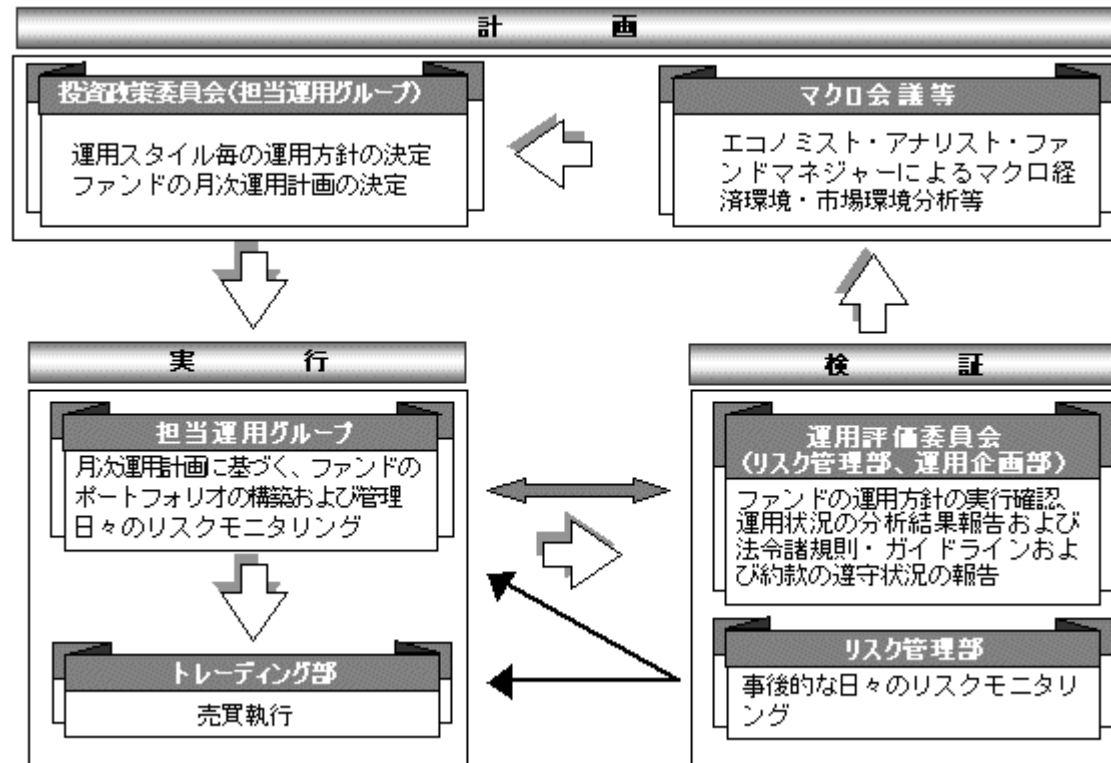 計画
投資政策委員会(担当運用グループ)
運用スタイル毎の運用方針の決定
ファンドの月次運用計画の決定
マクロ会議等
エコノミスト・アナリスト・ファ
ンドマネジャーによるマクロ経
済環境・市場環境分析等
実行
担当運用グループ
月次運用計画に基づく、ファンドの
ポートフォリオの構築および管理
日々のリスクモニタリング
トレーディング部
売買執行
検証
運用評価委員会
(リスク管理部、運用企画部)
ファンドの運用方針の実行確認、
運用状況の分析結果報告および
法令諸規則・ガイドラインおよ
び約款の遵守状況の報告
リスク管理部
事後的な日々のリスクモニタリ
ング